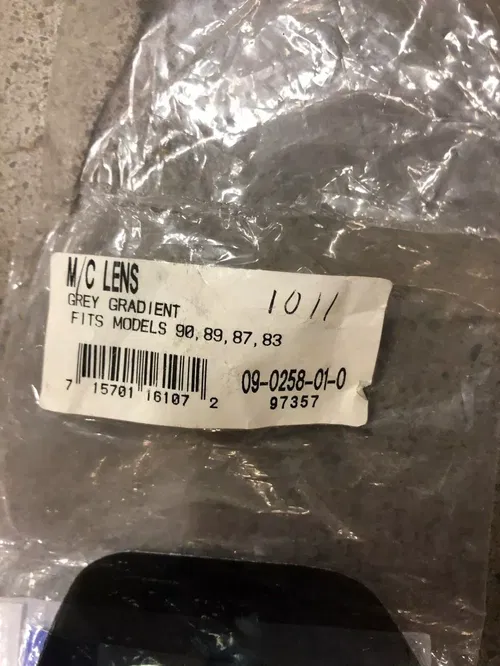 M/C LENS
GREY GRADIENT
1011
FITS MODELS 90,89,87,83
7 15701 16107 2
09-0258-01-0
97357